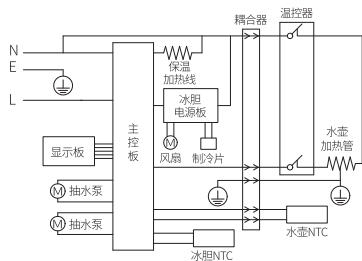 耦合器
温控器
N
E
L
保温
加热线
冰胆
电源板
主
控
板
水壶
加热管
显示板
M
风扇
制冷片
M
抽水泵
M
抽水泵
水壶NTC
冰胆NTC